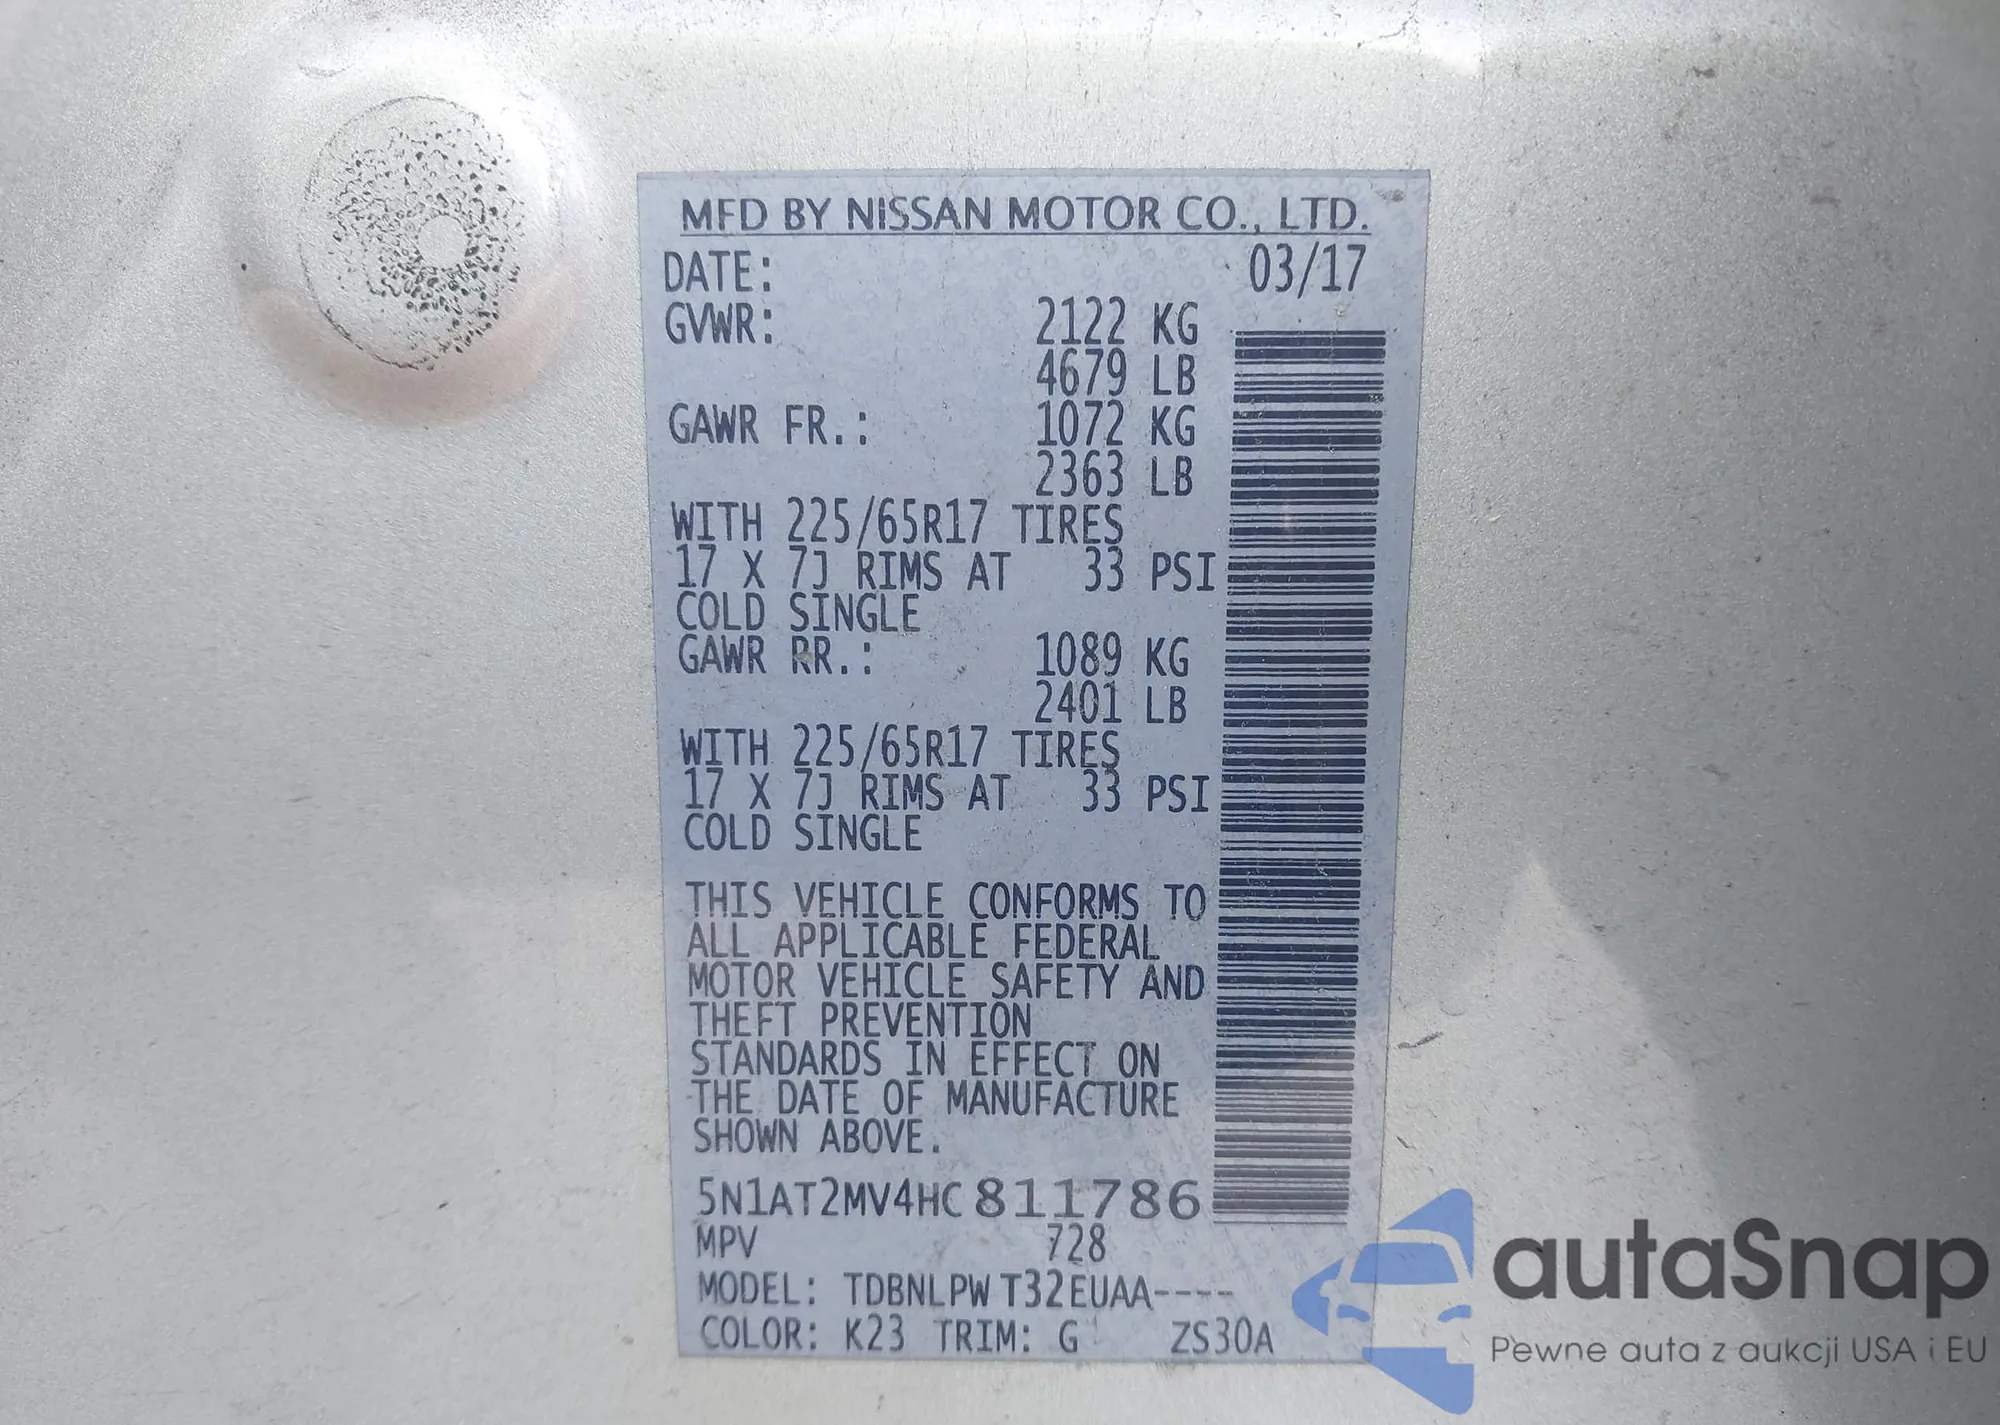 MFD BY NISSAN MOTOR CO., LTD.
DATE: 03/17
GVWR: 2122 KG
4679 LB
GAWR FR.: 1072 KG
2363 LB
WITH 225/65R17 TIRES
17 X 7J RIMS AT 33 PSI
COLD SINGLE
GAWR RR.: 1089 KG
2401 LB
WITH 225/65R17 TIRES
17 X 7J RIMS AT 33 PSI
COLD SINGLE
THIS VEHICLE CONFORMS TO
ALL APPLICABLE FEDERAL
MOTOR VEHICLE SAFETY AND
THEFT PREVENTION
STANDARDS IN EFFECT ON
THE DATE OF MANUFACTURE
SHOWN ABOVE.
5N1AT2MV4HC811786
MPV 728
MODEL: TDBNLPW T32EUAA----
COLOR: K23 TRIM: G ZS30A
autaSnap
Pewne auta z aukcji USA i EU